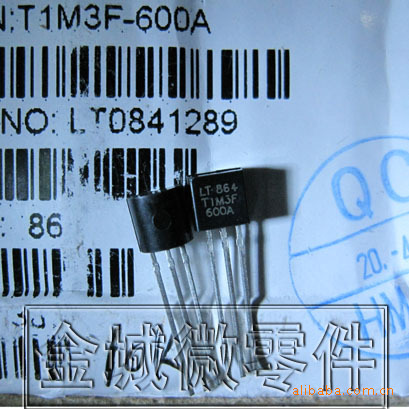 N:T1M3F-600A
NO: LT0841289
: 86
LT 864
T1M3F
600A
QC
20.-4
HM
金城微零件
alibaba.com.cn